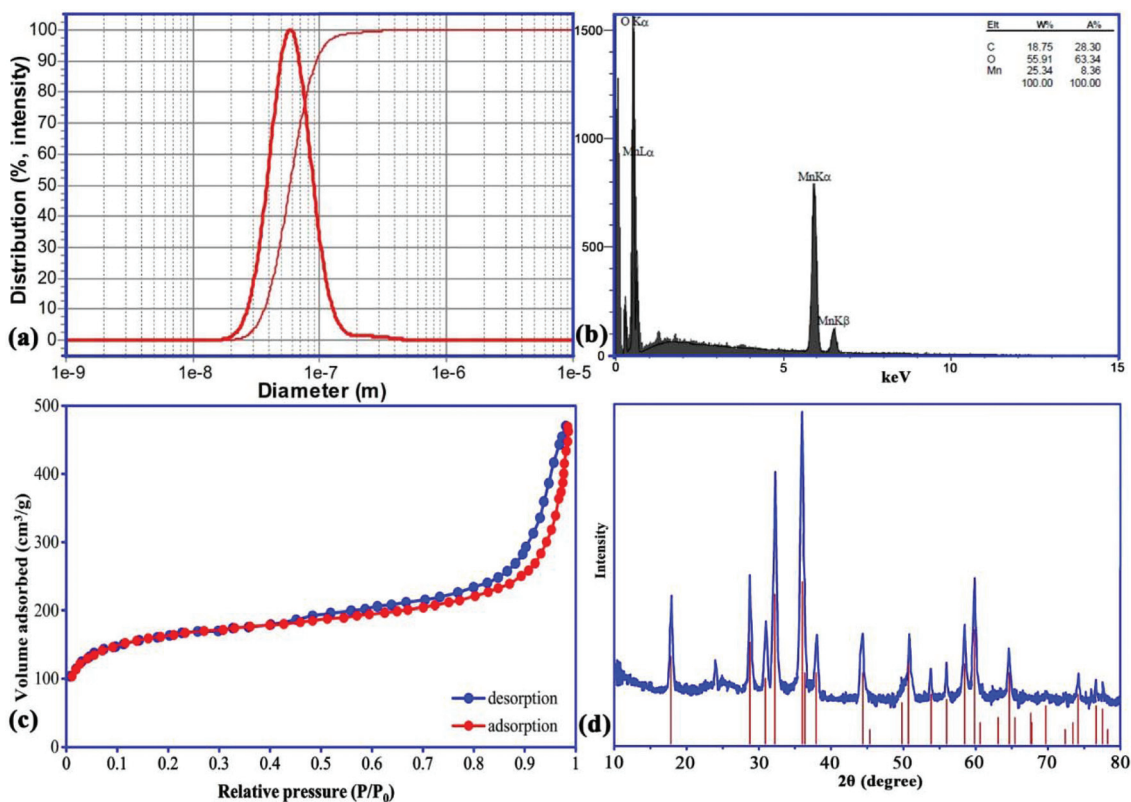 Distribution (%, intensity)
100
90
80
70
60
50
40
30
20
10
0
1e-9
1e-8
1e-7
1e-6
1e-5
Diameter (m)
(a)
1500
1000
500
0
O Kα
MnLα
MnKα
MnKβ
Elt W% A%
C 18.75 28.30
O 55.91 63.34
Mn 25.34 8.36
100.00 100.00
0
5
10
15
keV
(b)
Volume adsorbed (cm³/g)
500
400
300
200
100
0
0
0.1
0.2
0.3
0.4
0.5
0.6
0.7
0.8
0.9
1
Relative pressure (P/P₀)
desorption
adsorption
(c)
Intensity
10
20
30
40
50
60
70
80
2θ (degree)
(d)